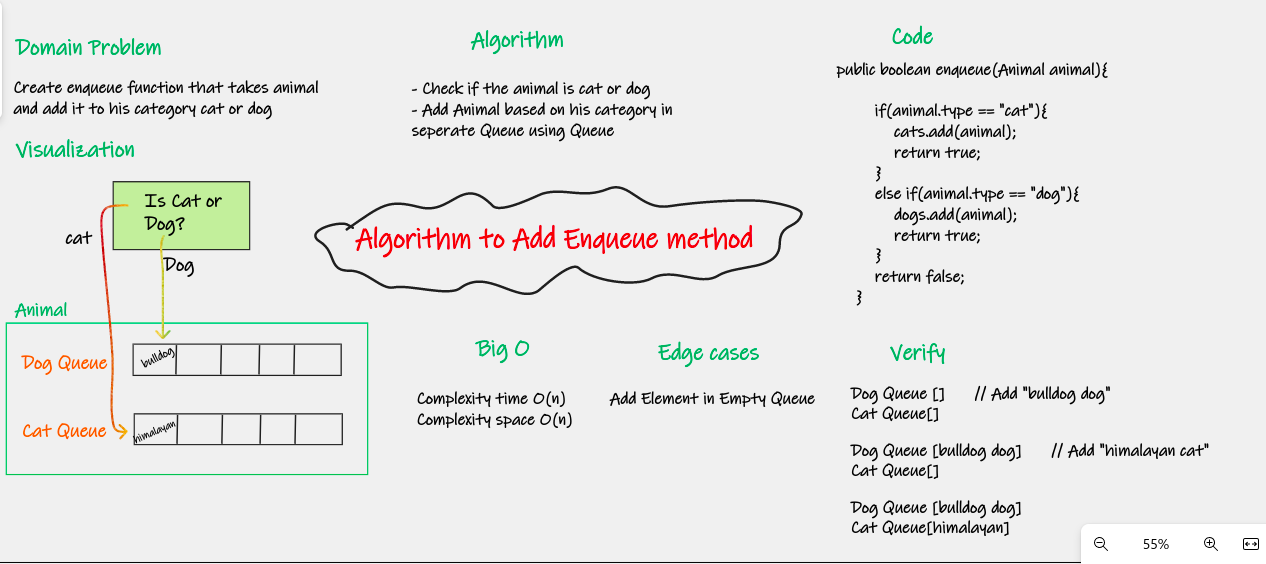 Domain Problem
Create enqueue function that takes animal
and add it to his category cat or dog
Visualization
Is Cat or
Dog?
cat
Dog
Animal
Dog Queue
bulldog
Cat Queue
himalayan
Algorithm
- Check if the animal is cat or dog
- Add Animal based on his category in
seperate Queue using Queue
Algorithm to Add Enqueue method
Big O
Complexity time O(n)
Complexity space O(n)
Edge cases
Add Element in Empty Queue
Code
public boolean enqueue(Animal animal){
if(animal.type == "cat"){
cats.add(animal);
return true;
}
else if(animal.type == "dog"){
dogs.add(animal);
return true;
}
return false;
}
Verify
Dog Queue [] // Add "bulldog dog"
Cat Queue[]
Dog Queue [bulldog dog] // Add "himalayan cat"
Cat Queue[]
Dog Queue [bulldog dog]
Cat Queue[himalayan]
55%